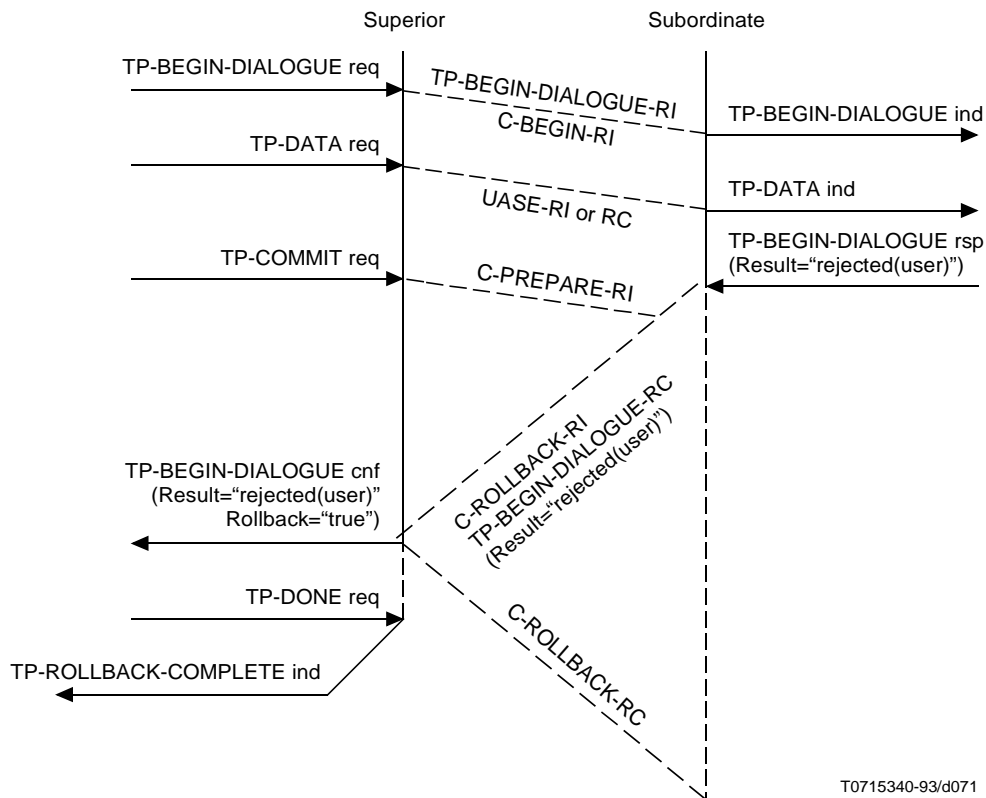 Superior
Subordinate
TP-BEGIN-DIALOGUE req
TP-BEGIN-DIALOGUE-RI
C-BEGIN-RI
TP-BEGIN-DIALOGUE ind
TP-DATA req
UASE-RI or RC
TP-DATA ind
TP-COMMIT req
C-PREPARE-RI
TP-BEGIN-DIALOGUE rsp
(Result=“rejected(user)”)
C-ROLLBACK-RI
TP-BEGIN-DIALOGUE-RC
(Result=“rejected(user)”)
TP-BEGIN-DIALOGUE cnf
(Result=“rejected(user)”
Rollback=“true”)
TP-DONE req
C-ROLLBACK-RC
TP-ROLLBACK-COMPLETE ind
T0715340-93/d071